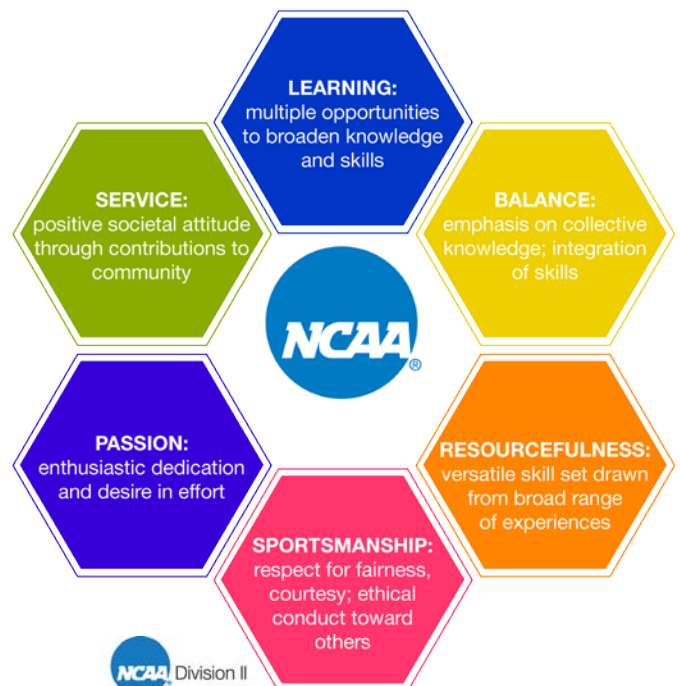 LEARNING:
multiple opportunities
to broaden knowledge
and skills
SERVICE:
positive societal attitude
through contributions to
community
BALANCE:
emphasis on collective
knowledge; integration
of skills
NCAA
®
PASSION:
enthusiastic dedication
and desire in effort
RESOURCEFULNESS:
versatile skill set drawn
from broad range
of experiences
SPORTSMANSHIP:
respect for fairness,
courtesy; ethical
conduct toward
others
NCAA Division II